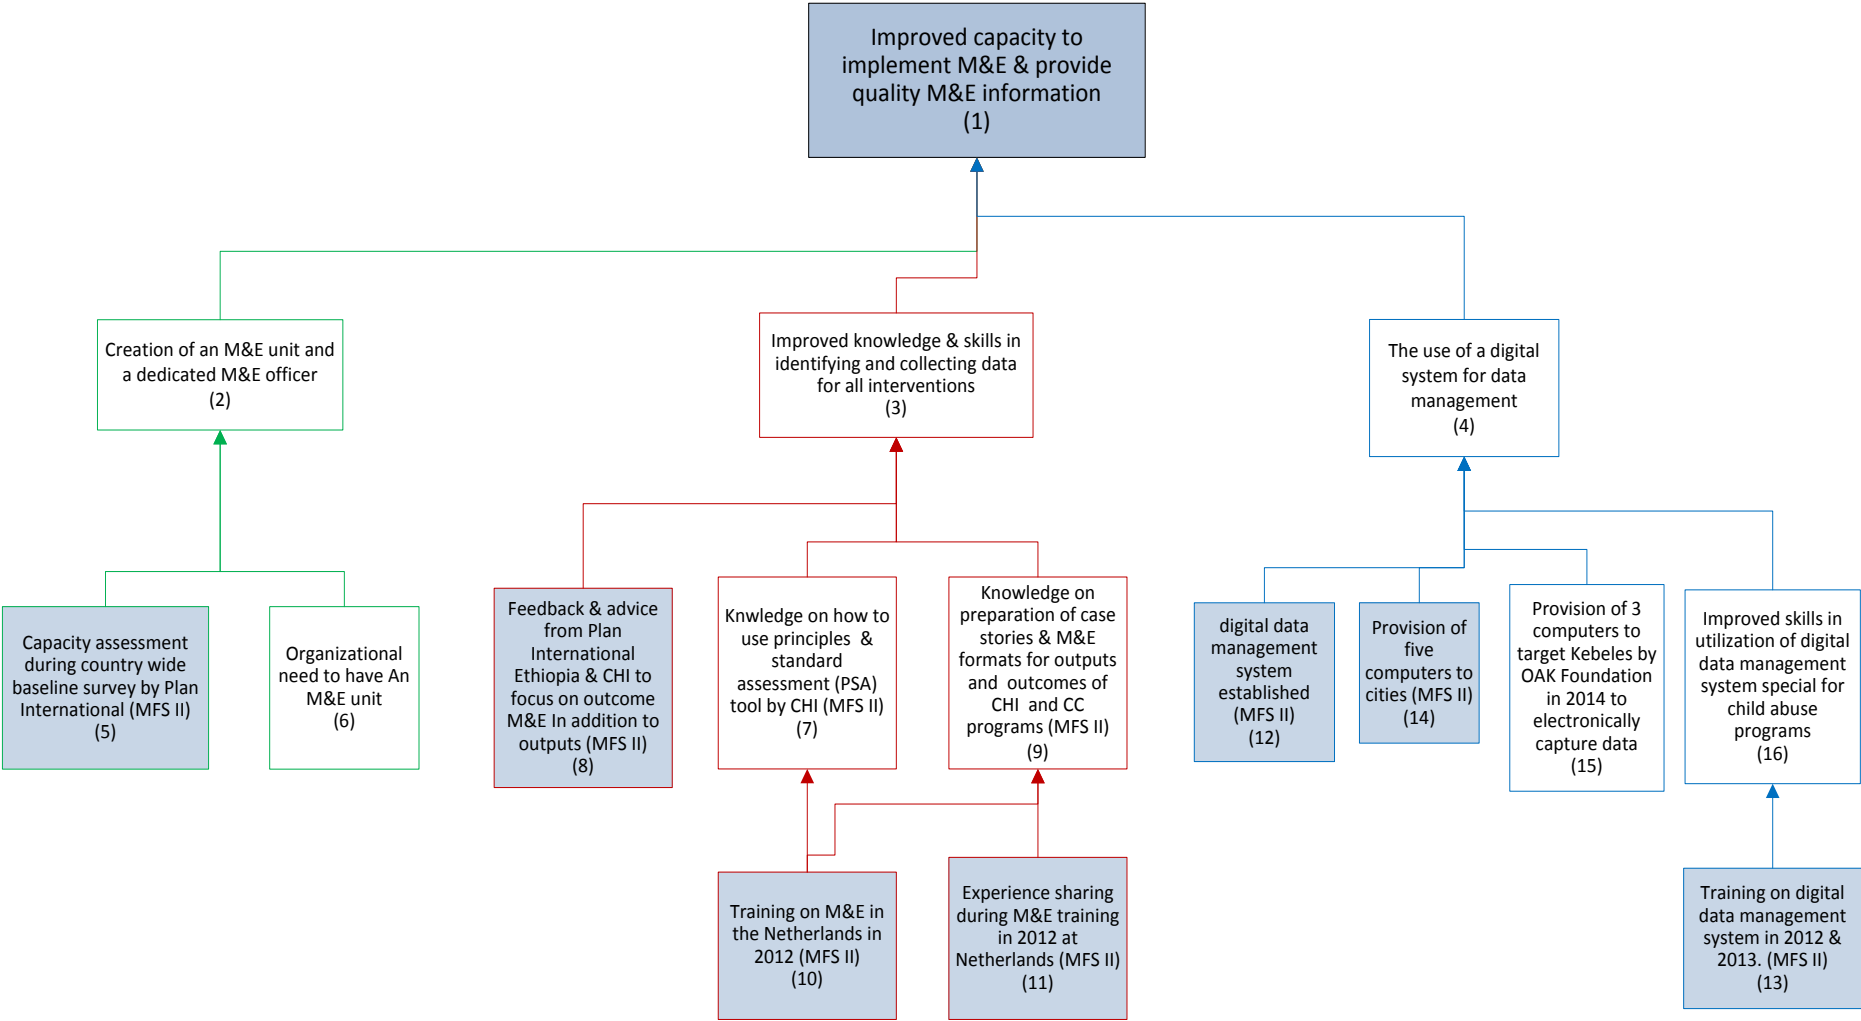 Improved capacity to
implement M&E & provide
quality M&E information
(1)
Creation of an M&E unit and
a dedicated M&E officer
(2)
Improved knowledge & skills in
identifying and collecting data
for all interventions
(3)
The use of a digital
system for data
management
(4)
Capacity assessment
during country wide
baseline survey by Plan
International (MFS II)
(5)
Organizational
need to have An
M&E unit
(6)
Feedback & advice
from Plan
International
Ethiopia & CHI to
focus on outcome
M&E In addition to
outputs (MFS II)
(8)
Knwledge on how to
use principles &
standard
assessment (PSA)
tool by CHI (MFS II)
(7)
Knowledge on
preparation of case
stories & M&E
formats for outputs
and outcomes of
CHI and CC
programs (MFS II)
(9)
digital data
management
system
established
(MFS II)
(12)
Provision of
five
computers to
cities (MFS II)
(14)
Provision of 3
computers to
target Kebeles by
OAK Foundation
in 2014 to
electronically
capture data
(15)
Improved skills in
utilization of digital
data management
system special for
child abuse
programs
(16)
Training on M&E in
the Netherlands in
2012 (MFS II)
(10)
Experience sharing
during M&E training
in 2012 at
Netherlands (MFS II)
(11)
Training on digital
data management
system in 2012 &
2013. (MFS II)
(13)